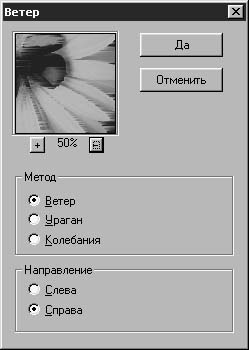 Ветер
Да
Отменить
+ 50%
Метод
Ветер
Ураган
Колебания
Направление
Слева
Справа